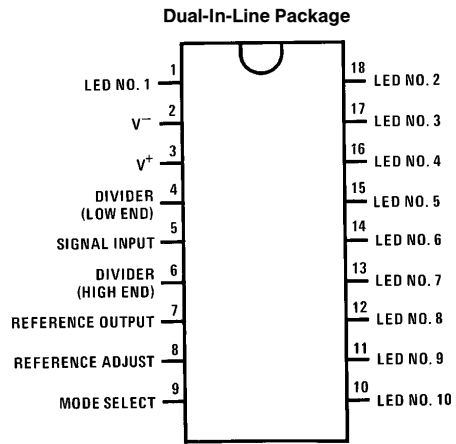 Dual-In-Line Package
LED NO. 1 1
V− 2
V+ 3
DIVIDER 4
(LOW END)
SIGNAL INPUT 5
DIVIDER 6
(HIGH END)
REFERENCE OUTPUT 7
REFERENCE ADJUST 8
MODE SELECT 9
18 LED NO. 2
17 LED NO. 3
16 LED NO. 4
15 LED NO. 5
14 LED NO. 6
13 LED NO. 7
12 LED NO. 8
11 LED NO. 9
10 LED NO. 10